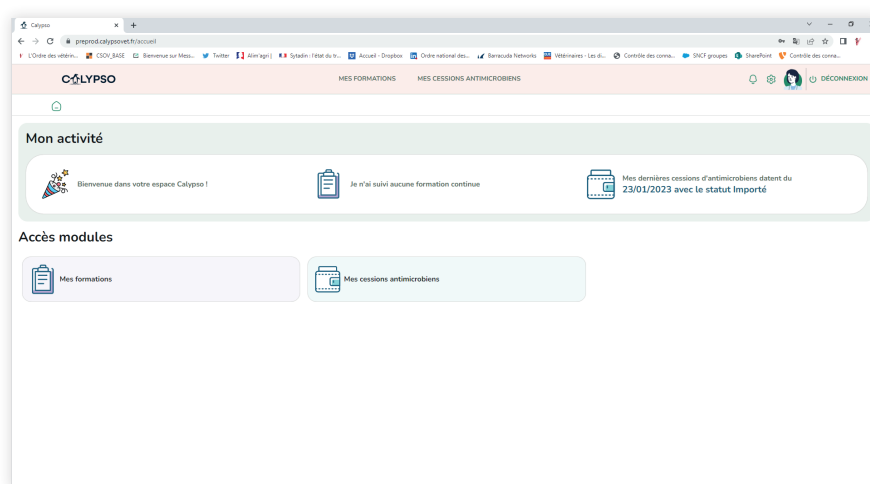 Calypso
preprod.calypsovet.fr/accueil
L'Ordre des vétérin... CSOV_BASE Bienvenue sur Mess... Twitter Alim'agri | Sytadin : l'état du tr... Accueil - Dropbox Ordre national des... Barracuda Networks Vétérinaires - Les di... Contrôle des conna... SNCF groupes SharePoint Contrôle des conna...
CALYPSO MES FORMATIONS MES CESSIONS ANTIMICROBIENS DÉCONNEXION
Mon activité
Bienvenue dans votre espace Calypso !
Je n'ai suivi aucune formation continue
Mes dernières cessions d'antimicrobiens datent du
23/01/2023 avec le statut Importé
Accès modules
Mes formations
Mes cessions antimicrobiens